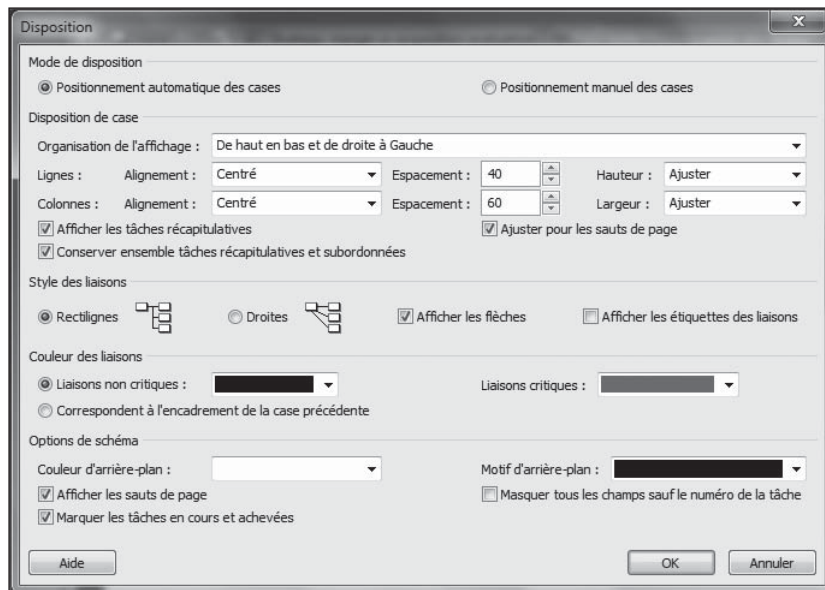 Disposition
Mode de disposition
Positionnement automatique des cases
Positionnement manuel des cases
Disposition de case
Organisation de l'affichage : De haut en bas et de droite à Gauche
Lignes : Alignement : Centré Espacement : 40 Hauteur : Ajuster
Colonnes : Alignement : Centré Espacement : 60 Largeur : Ajuster
Afficher les tâches récapitulatives
Ajuster pour les sauts de page
Conserver ensemble tâches récapitulatives et subordonnées
Style des liaisons
Rectilignes Droites Afficher les flèches Afficher les étiquettes des liaisons
Couleur des liaisons
Liaisons non critiques : Liaisons critiques :
Correspondent à l'encadrement de la case précédente
Options de schéma
Couleur d'arrière-plan : Motif d'arrière-plan :
Afficher les sauts de page
Masquer tous les champs sauf le numéro de la tâche
Marquer les tâches en cours et achevées
Aide OK Annuler